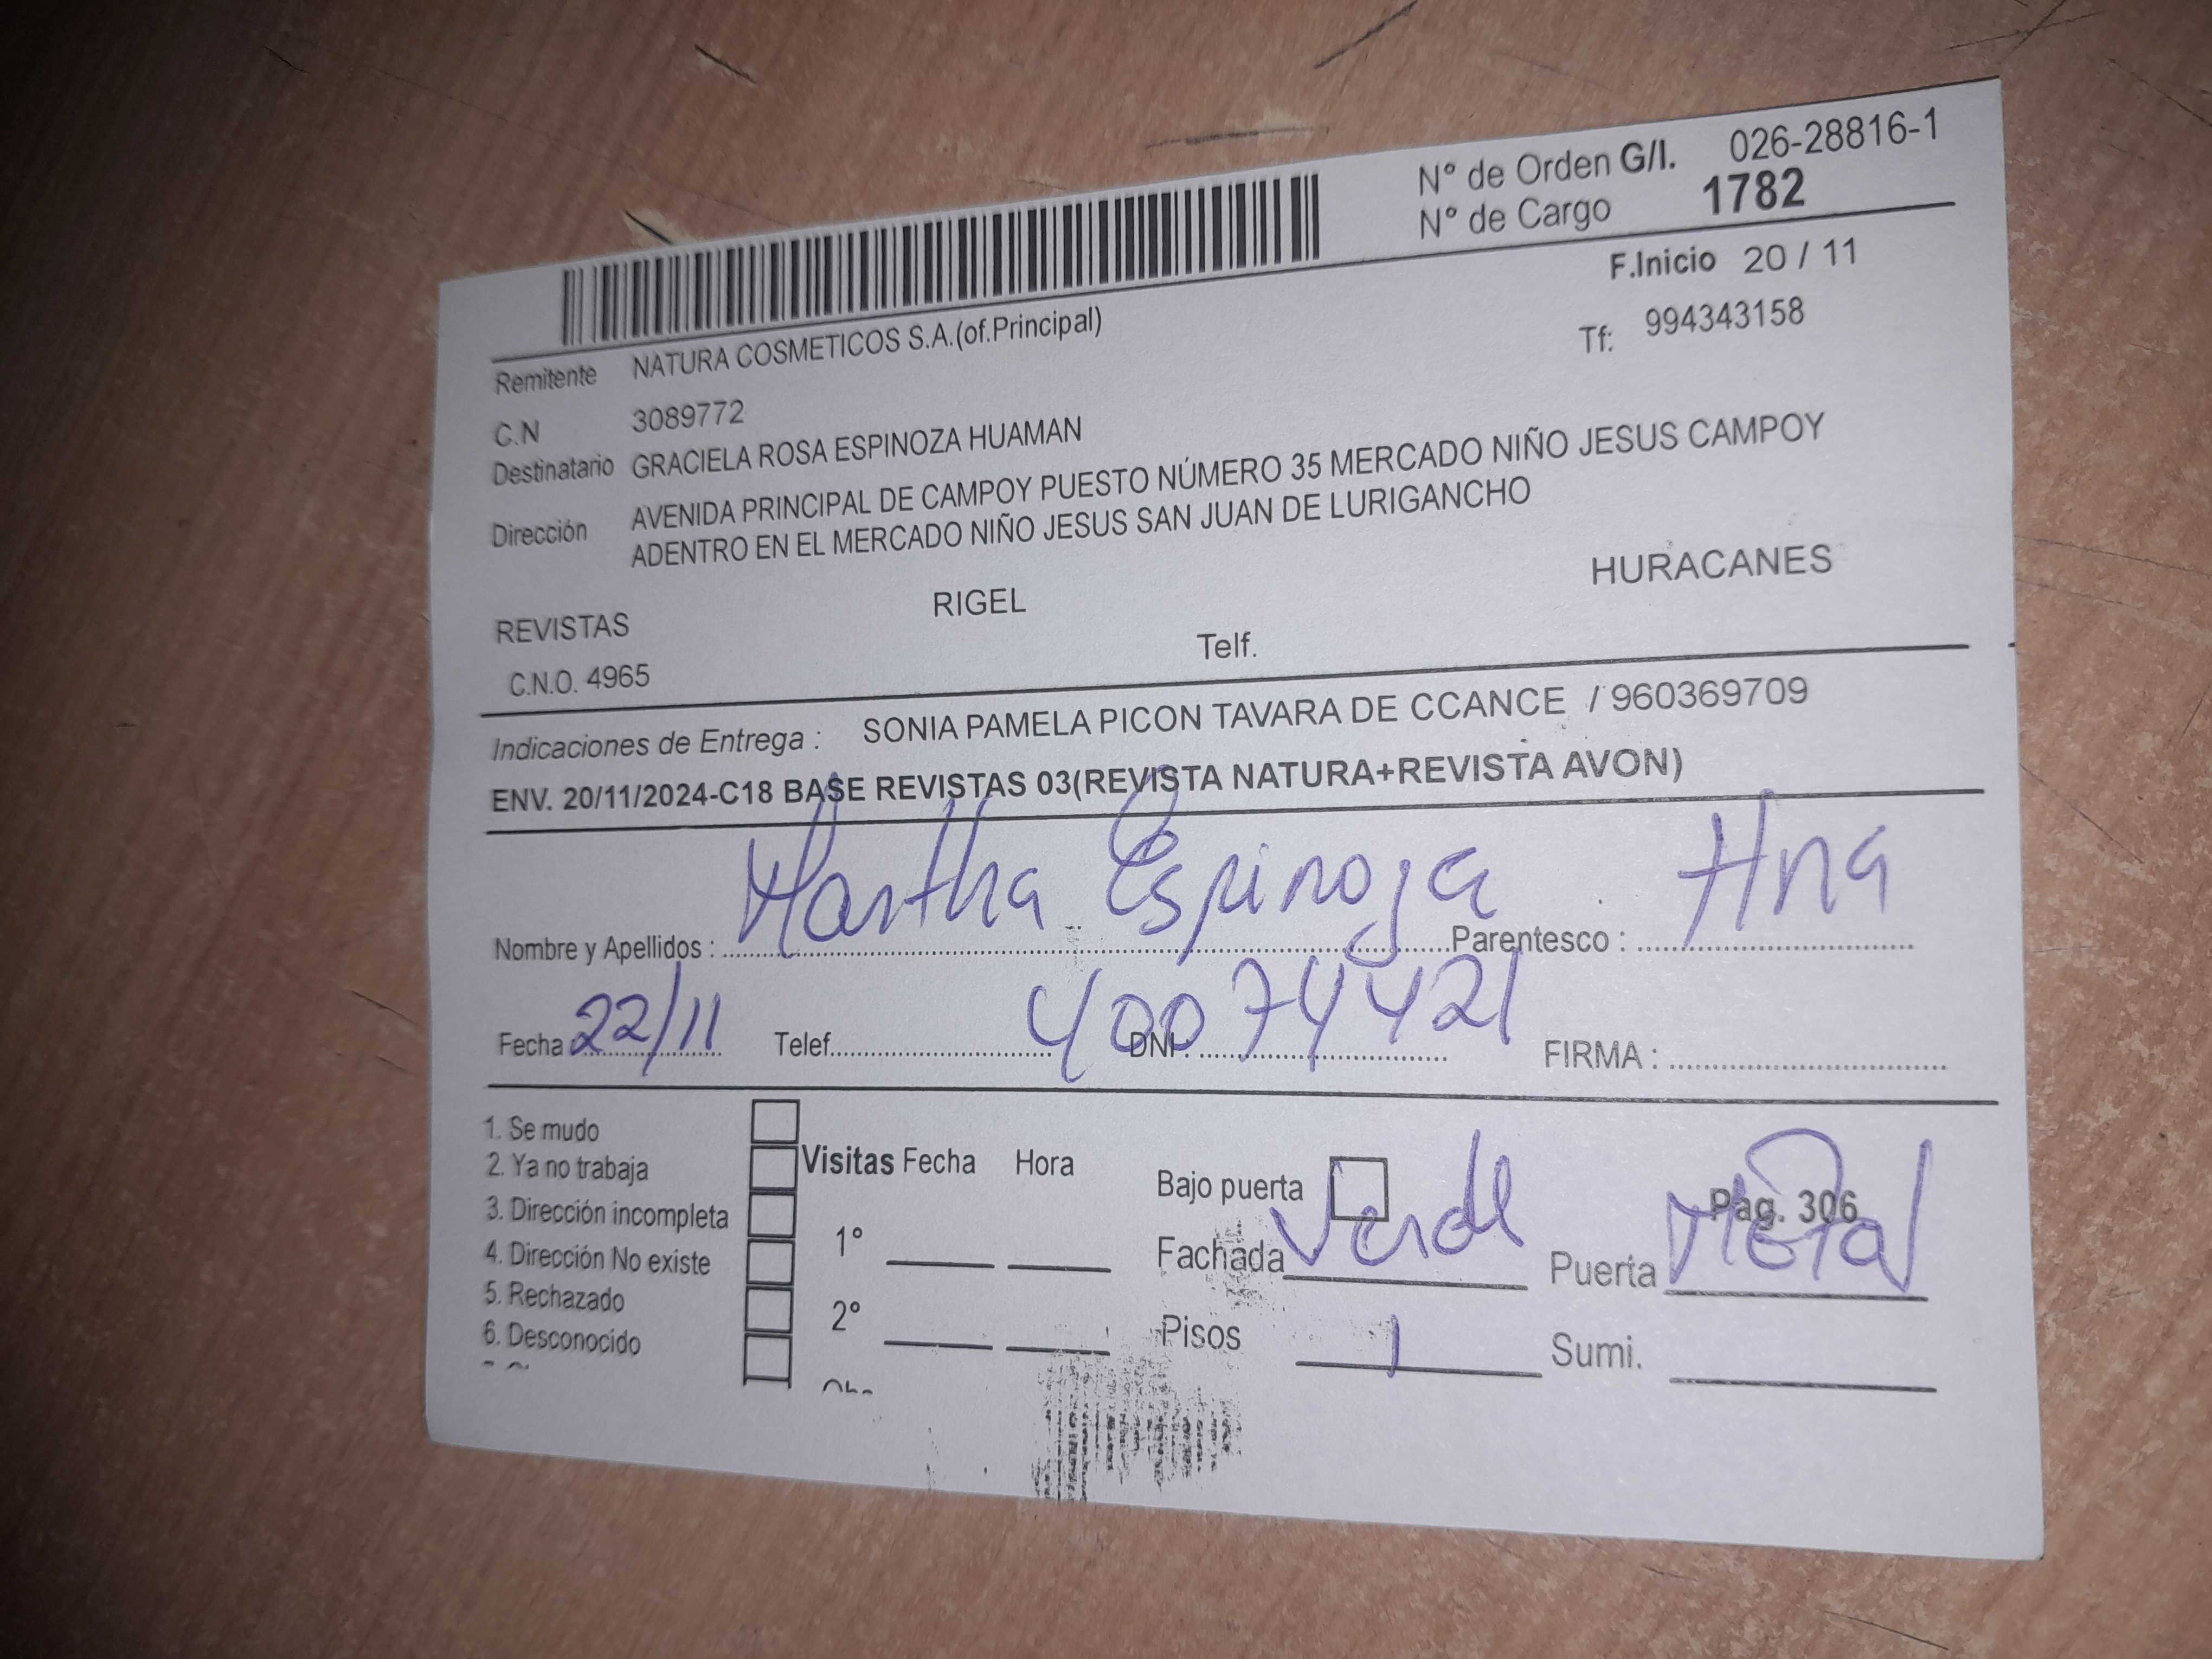 N° de Orden G/I. 026-28816-1
N° de Cargo 1782
F.Inicio 20 / 11
Remitente NATURA COSMETICOS S.A.(of.Principal) Tf: 994343158
C.N 3089772
Destinatario GRACIELA ROSA ESPINOZA HUAMAN
Dirección AVENIDA PRINCIPAL DE CAMPOY PUESTO NÚMERO 35 MERCADO NIÑO JESUS CAMPOY
ADENTRO EN EL MERCADO NIÑO JESUS SAN JUAN DE LURIGANCHO
REVISTAS RIGEL HURACANES
C.N.O. 4965 Telf.
Indicaciones de Entrega : SONIA PAMELA PICON TAVARA DE CCANCE / 960369709
ENV. 20/11/2024-C18 BASE REVISTAS 03(REVISTA NATURA+REVISTA AVON)
Nombre y Apellidos : Martha Espinoza Parentesco : Hna
Fecha 22/11 Telef. DNI : 40074421 FIRMA :
1. Se mudo
2. Ya no trabaja Visitas Fecha Hora Bajo puerta Pag. 306
3. Dirección incompleta
4. Dirección No existe 1° Fachada Verde Puerta Metal
5. Rechazado
6. Desconocido 2° Pisos 1 Sumi.